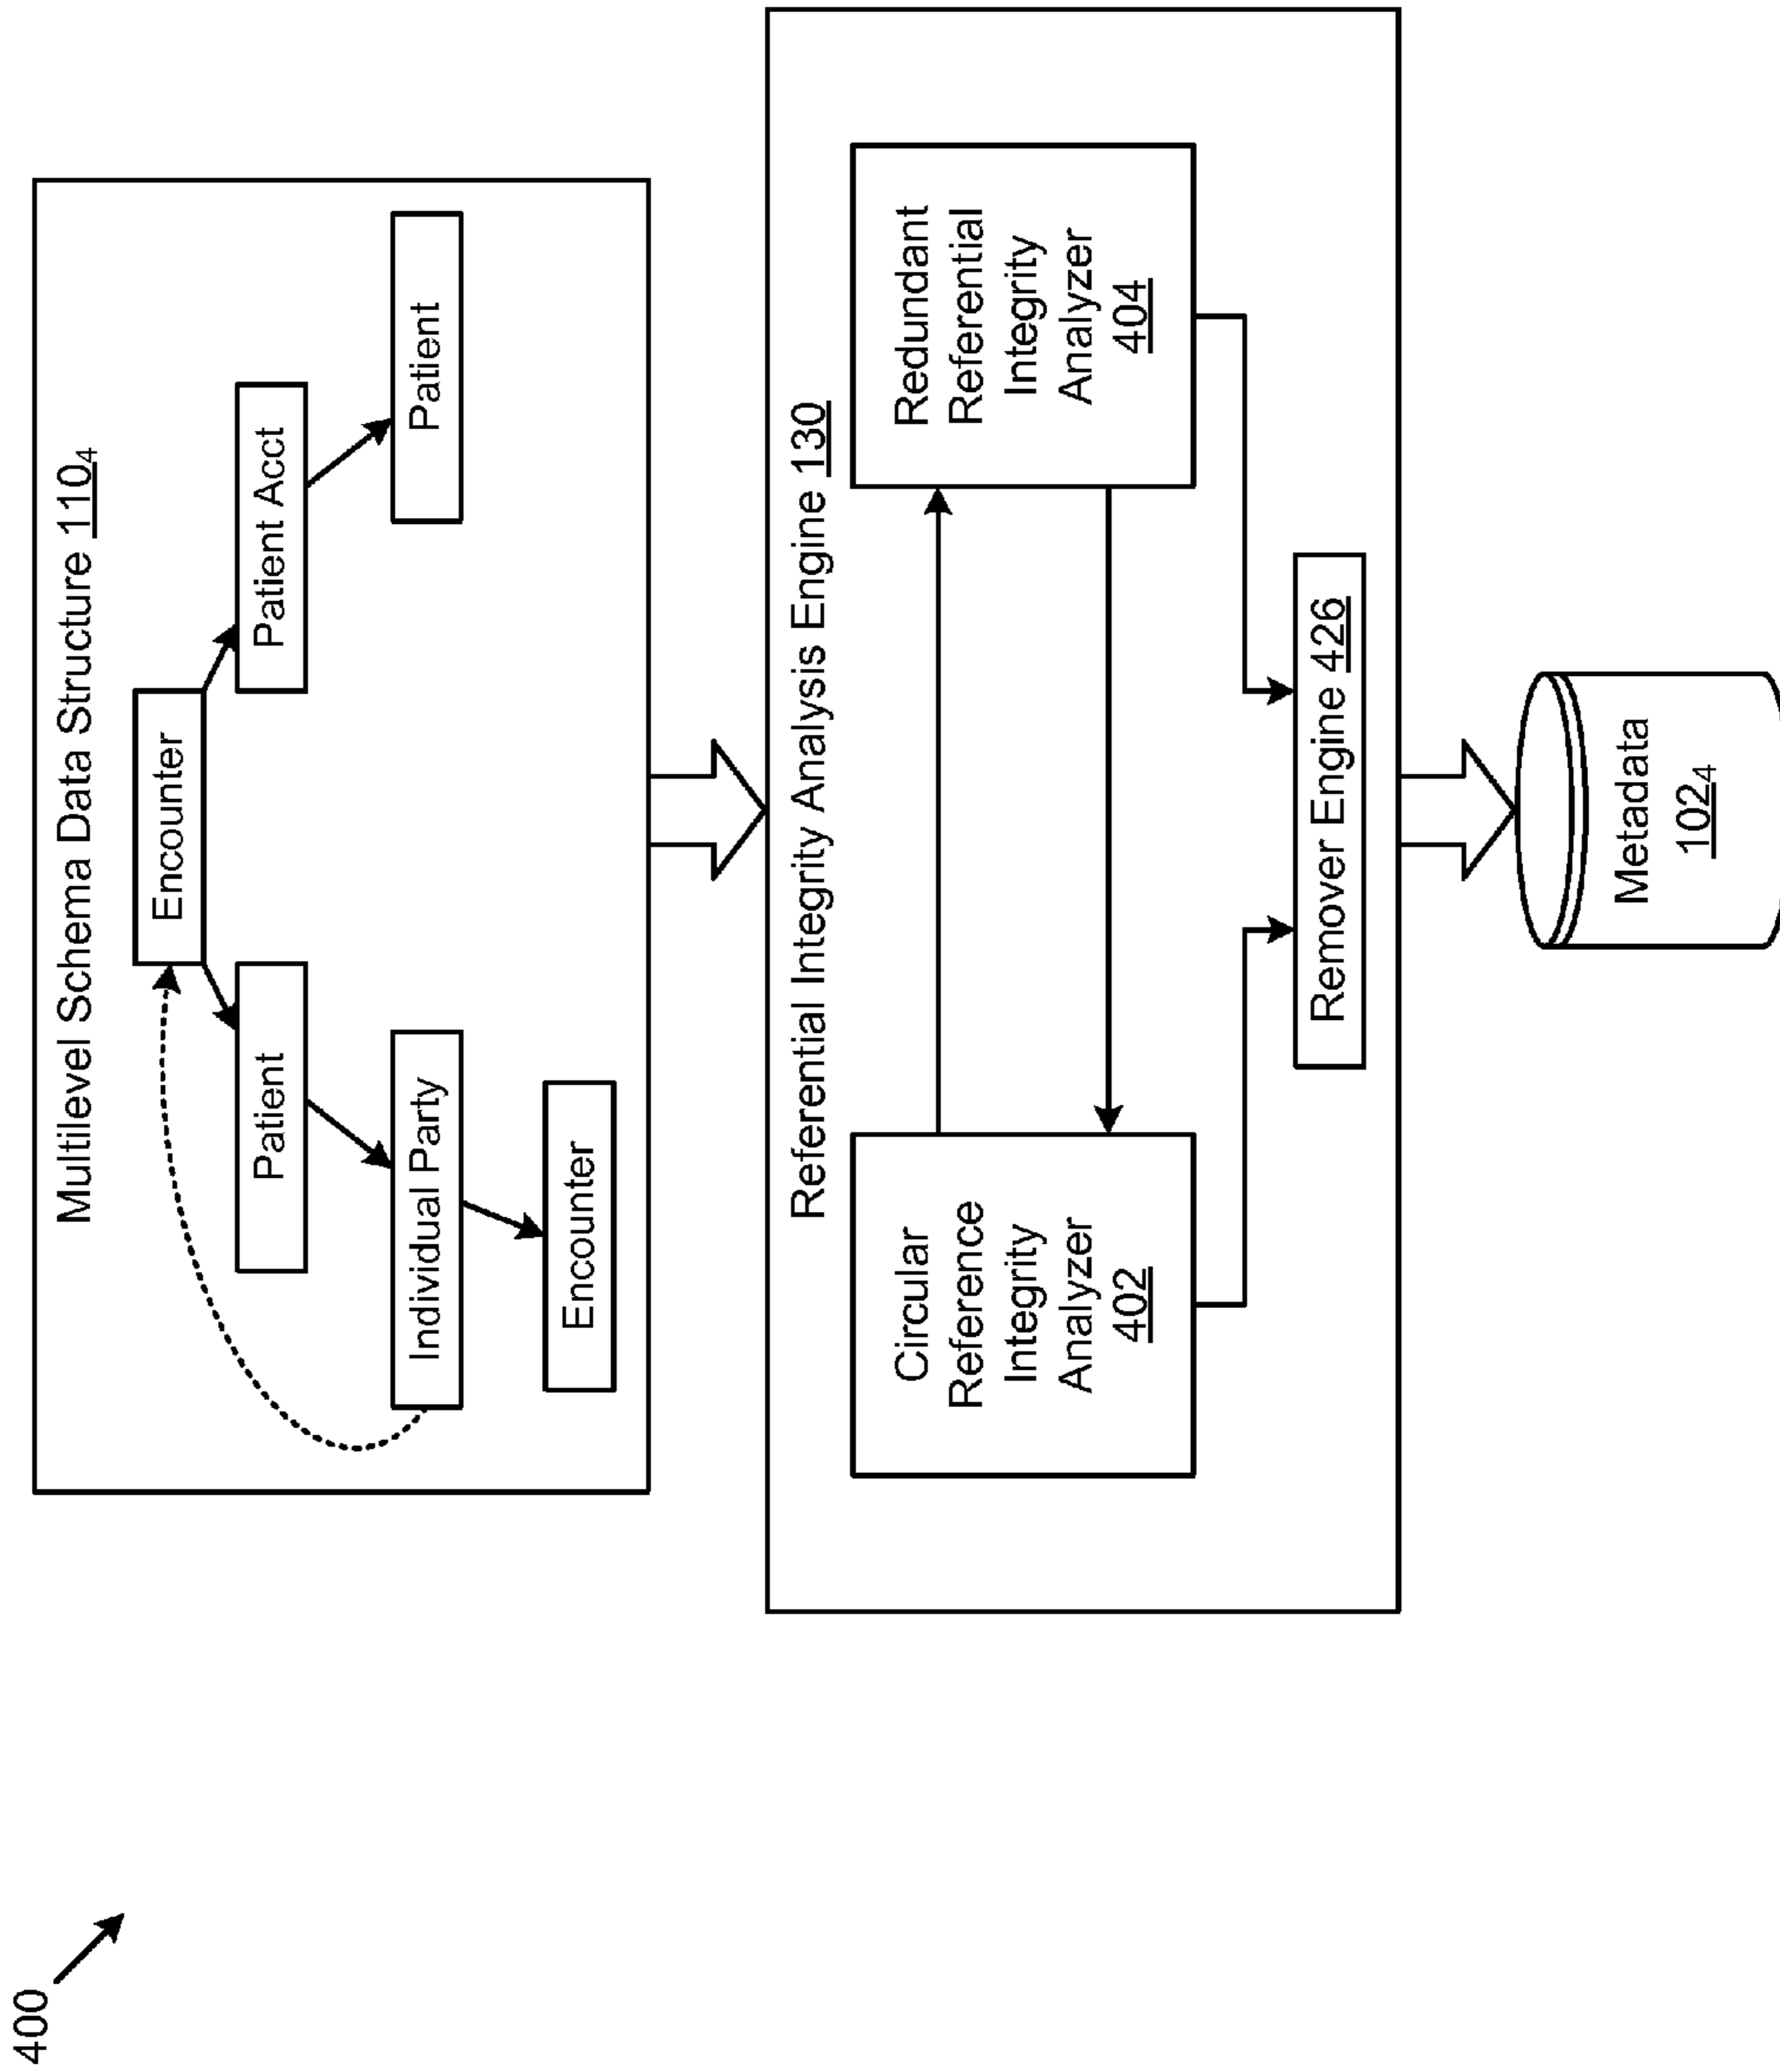 400
Multilevel Schema Data Structure 110₄
Encounter
Patient
Patient Acct
Individual Party
Patient
Encounter
Referential Integrity Analysis Engine 130
Circular
Reference
Integrity
Analyzer
402
Redundant
Referential
Integrity
Analyzer
404
Remover Engine 426
Metadata
102₄